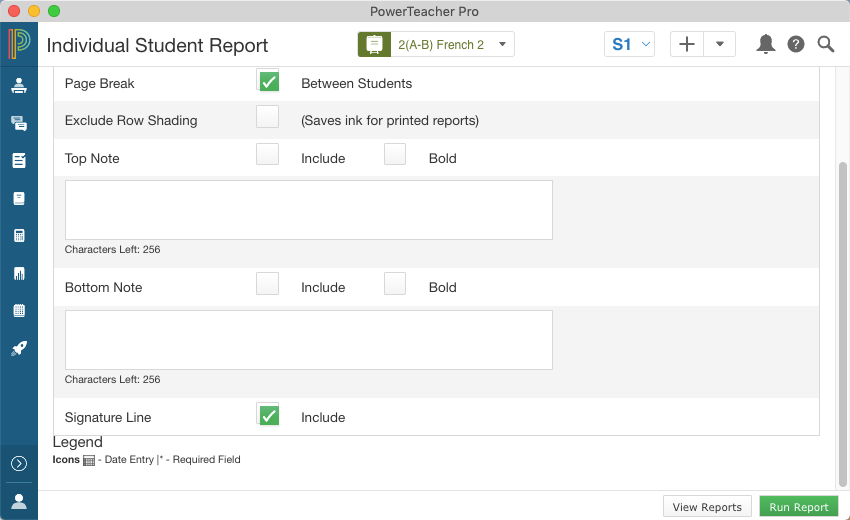 PowerTeacher Pro
Individual Student Report
2(A-B) French 2
S1
Page Break Between Students
Exclude Row Shading (Saves ink for printed reports)
Top Note Include Bold
Characters Left: 256
Bottom Note Include Bold
Characters Left: 256
Signature Line Include
Legend
Icons - Date Entry |* - Required Field
View Reports Run Report